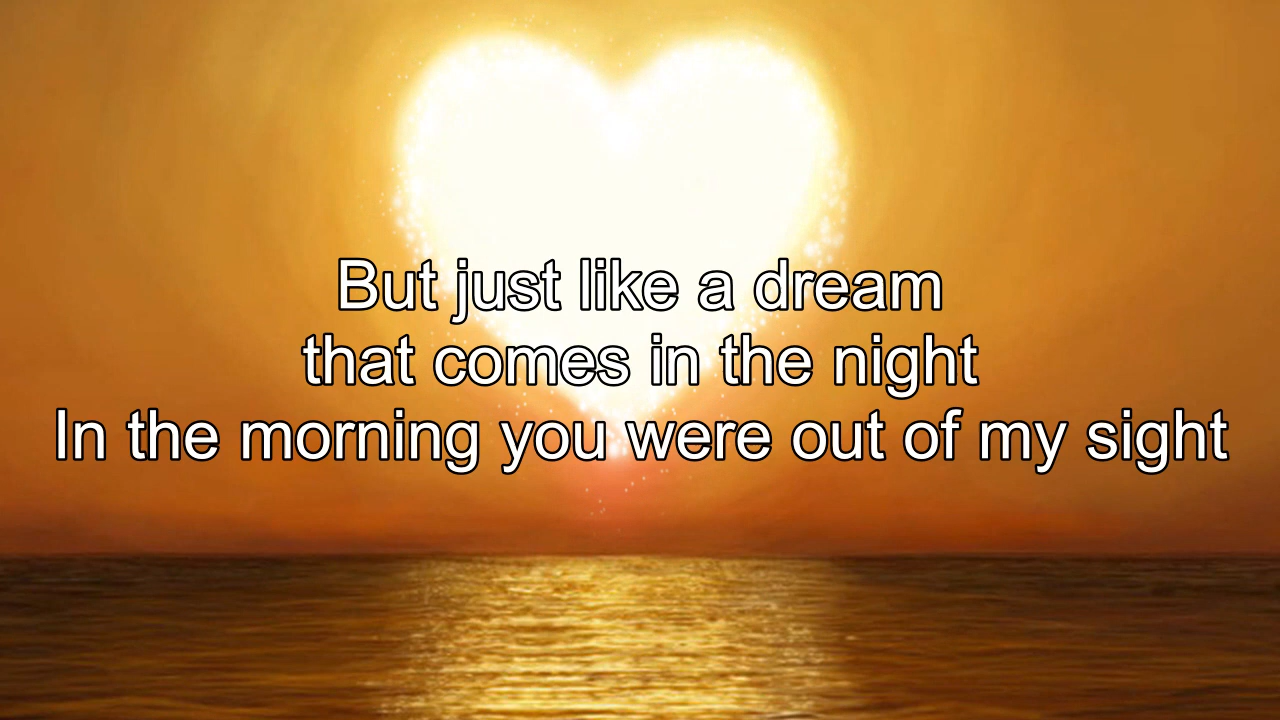 But just like a dream
that comes in the night
In the morning you were out of my sight